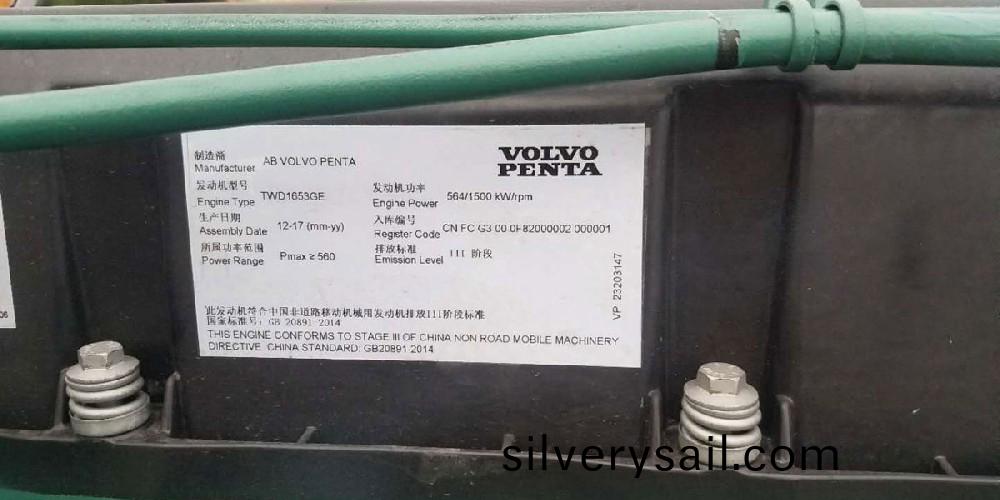 VOLVO
PENTA
制造商
Manufacturer AB VOLVO PENTA
发动机型号 发动机功率
Engine Type TWD1653GE Engine Power 564/1500 kW/rpm
生产日期 入库编号
Assembly Date 12-17 (mm-yy) Register Code CN FC G3 00 0F82000002 000001
所属功率范围 排放标准
Power Range Pmax ≥ 560 Emission Level III 阶段
VP 23203147
此发动机符合中国非道路移动机械用发动机排放III阶段标准
国家标准号: GB 20891-2014
THIS ENGINE CONFORMS TO STAGE III OF CHINA NON ROAD MOBILE MACHINERY
DIRECTIVE, CHINA STANDARD: GB20891-2014
06
silverysail.com